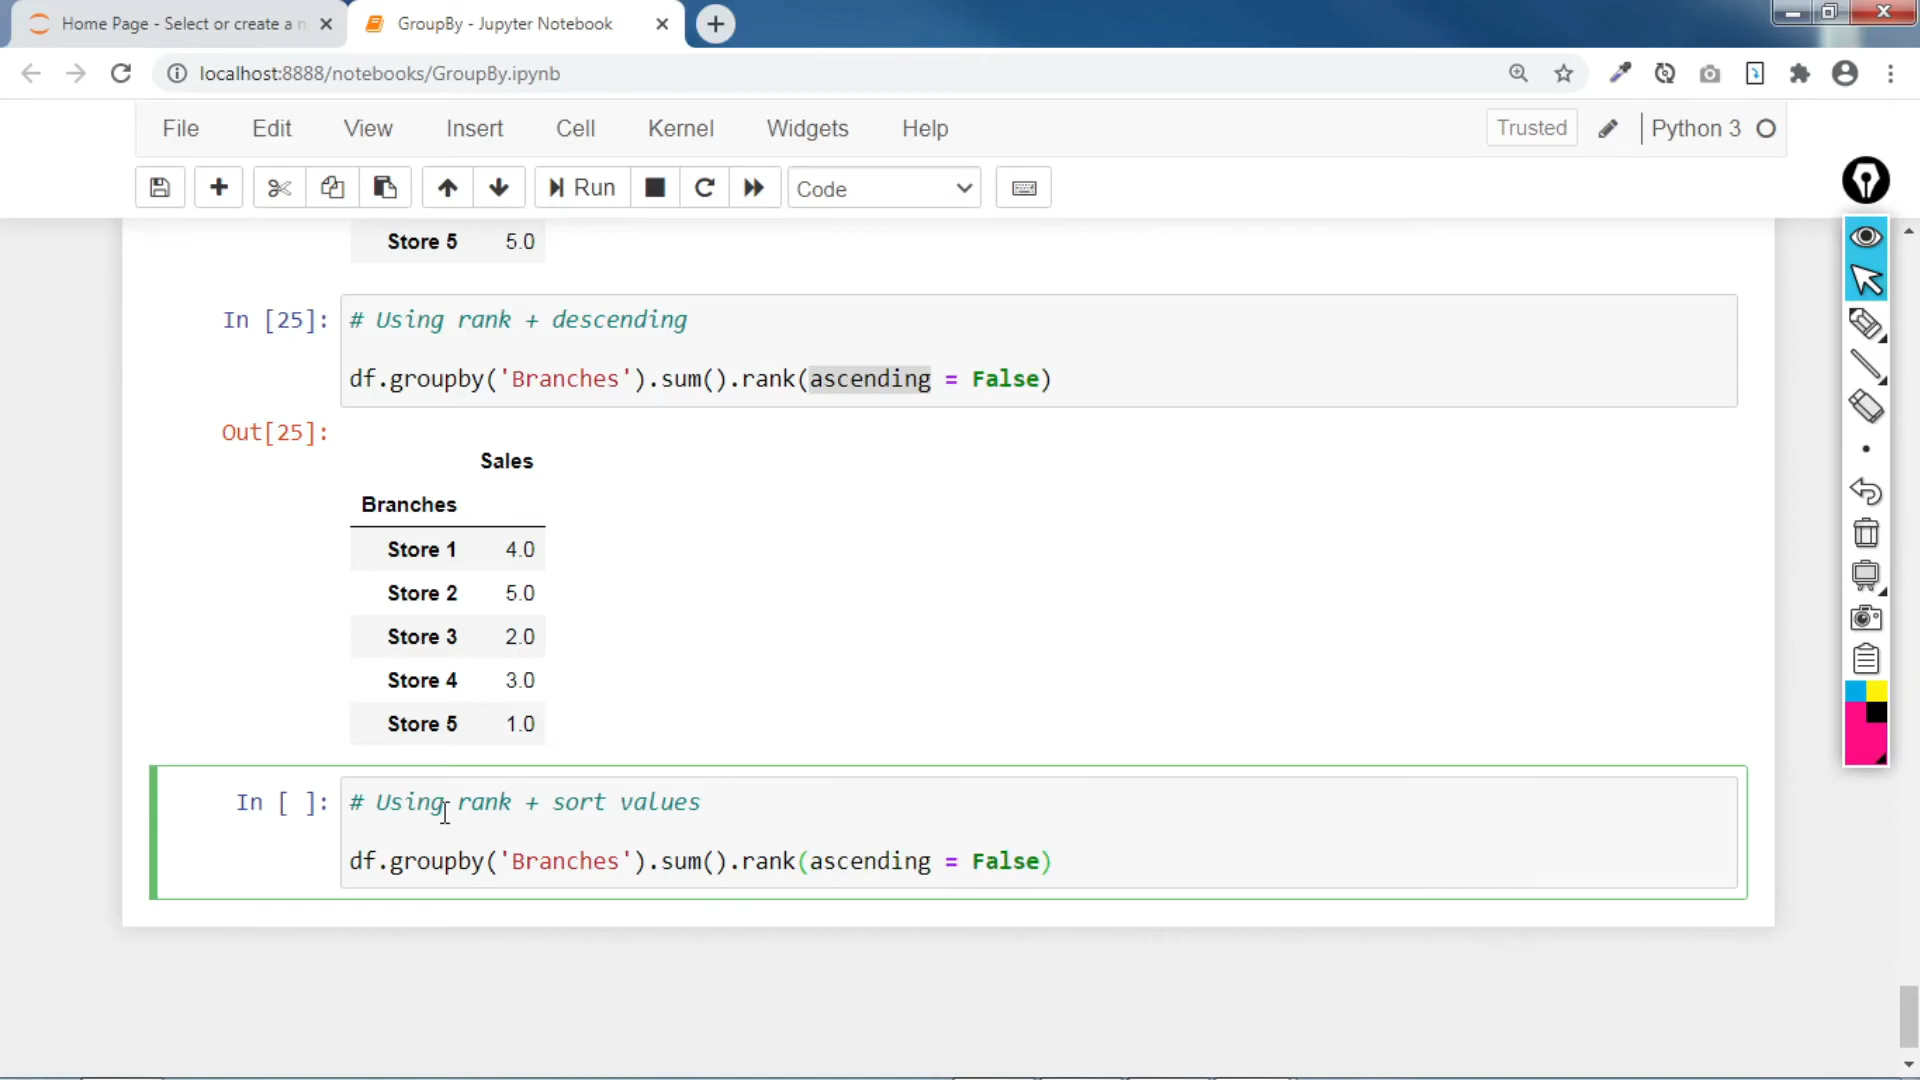 Home Page - Select or create a n
GroupBy - Jupyter Notebook
localhost:8888/notebooks/GroupBy.ipynb
File Edit View Insert Cell Kernel Widgets Help Trusted Python 3
Run Code
Store 5 5.0
In [25]: # Using rank + descending
df.groupby('Branches').sum().rank(ascending = False)
Out[25]:
Sales
Branches
Store 1 4.0
Store 2 5.0
Store 3 2.0
Store 4 3.0
Store 5 1.0
In [ ]: # Using rank + sort values
df.groupby('Branches').sum().rank(ascending = False)